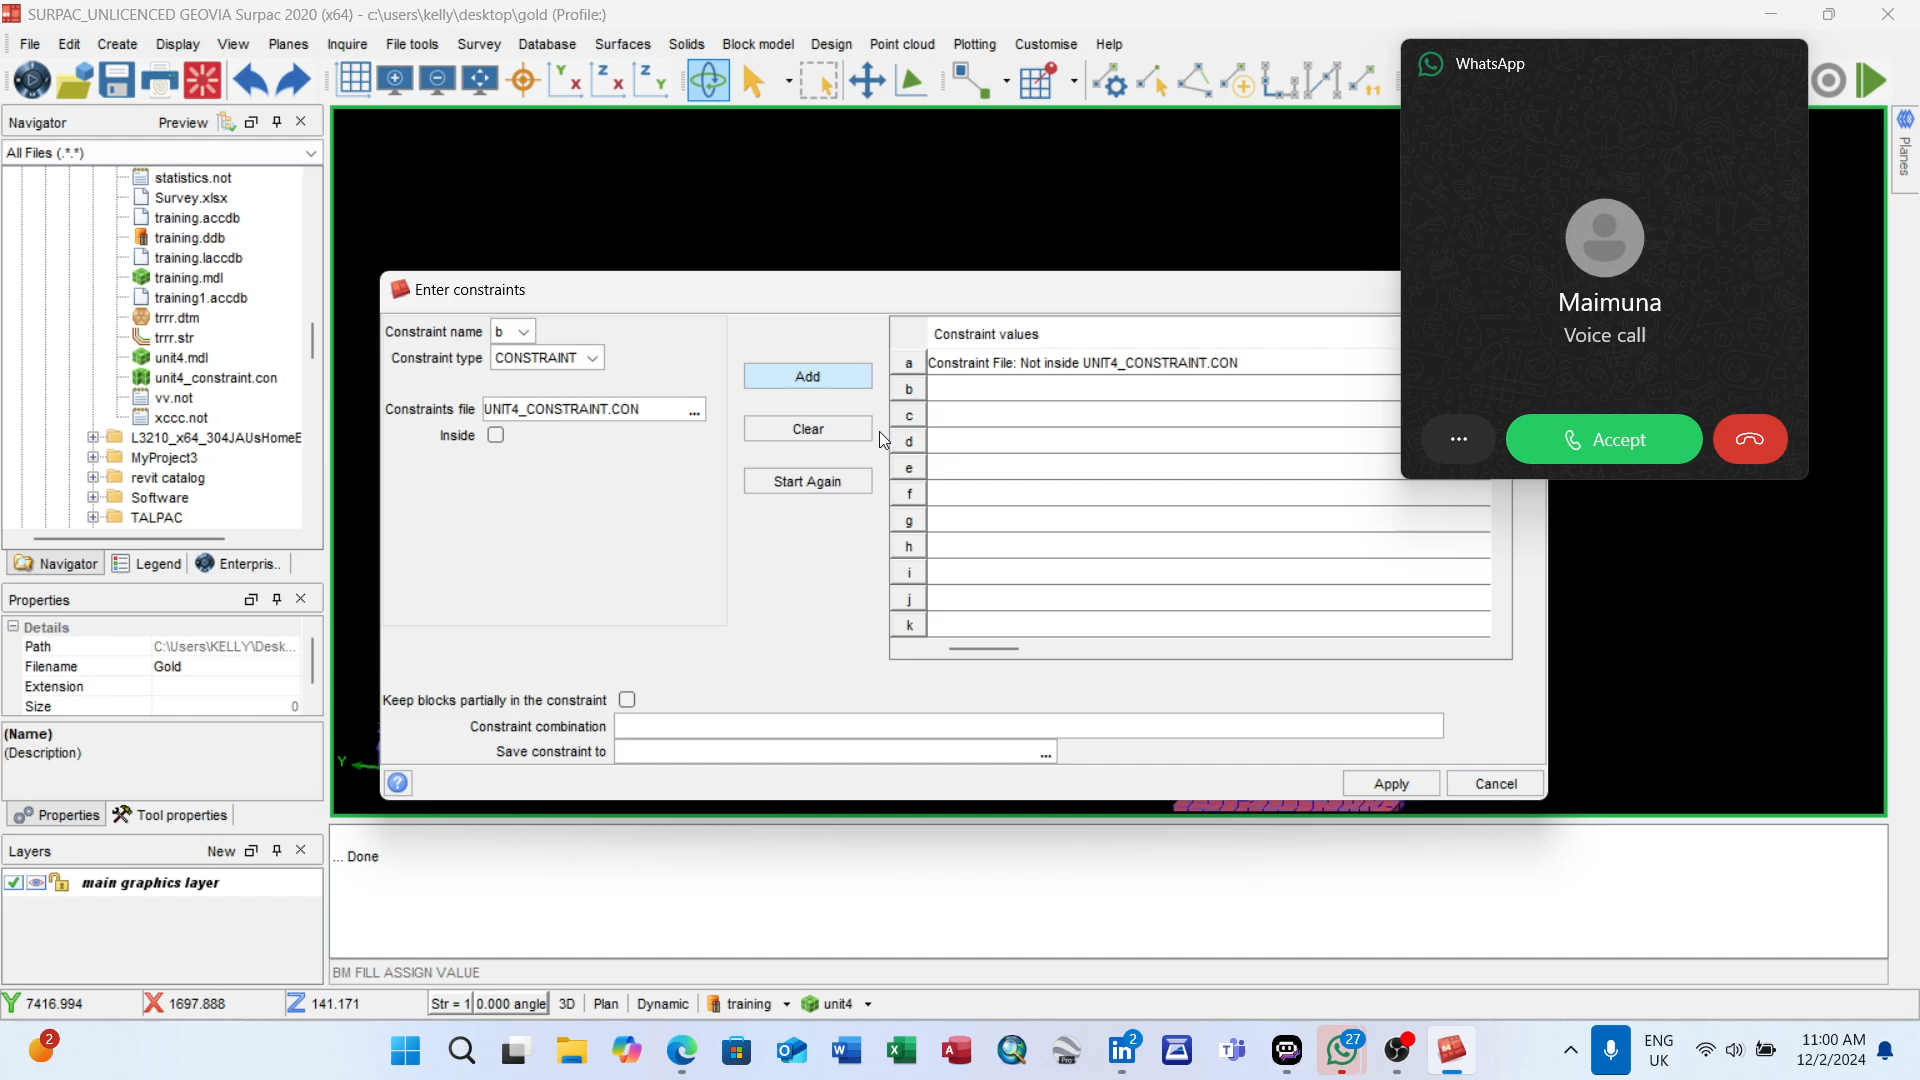 SURPAC_UNLICENCED GEOVIA Surpac 2020 (x64) - c:\users\kelly\desktop\gold (Profile:)
File Edit Create Display View Planes Inquire File tools Survey Database Surfaces Solids Block model Design Point cloud Plotting Customise Help
WhatsApp
Maimuna
Voice call
Accept
Navigator Preview
All Files (*.*)
statistics.not
Survey.xlsx
training.accdb
training.ddb
training.laccdb
training.mdl
training1.accdb
trrr.dtm
trrr.str
unit4.mdl
unit4_constraint.con
vv.not
xccc.not
L3210_x64_304JAUsHomeE
MyProject3
revit catalog
Software
TALPAC
Navigator Legend Enterpris..
Properties
Details
Path C:\Users\KELLY\Desk...
Filename Gold
Extension
Size 0
(Name)
(Description)
Properties Tool properties
Layers New
main graphics layer
Planes
Enter constraints
Constraint name b
Constraint type CONSTRAINT
Constraints file UNIT4_CONSTRAINT.CON ...
Inside
Add
Clear
Start Again
Constraint values
a Constraint File: Not inside UNIT4_CONSTRAINT.CON
b
c
d
e
f
g
h
i
j
k
Keep blocks partially in the constraint
Constraint combination
Save constraint to ...
Apply Cancel
Y
... Done
BM FILL ASSIGN VALUE
Y 7416.994 X 1697.888 Z 141.171 Str = 1 0.000 angle 3D Plan Dynamic training unit4
2
2
27
ENG
UK
11:00 AM
12/2/2024